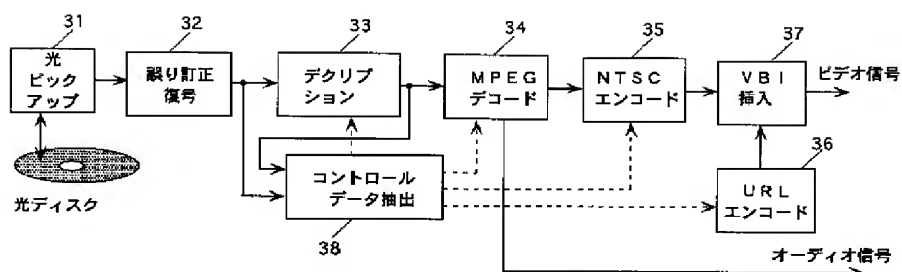 31
光
ピック
アップ
光ディスク
32
誤り訂正
復号
33
デクリプ
ション
34
MPEG
デコード
35
NTSC
エンコード
37
VBI
挿入
ビデオ信号
コントロール
データ抽出
38
36
URL
エンコード
オーディオ信号